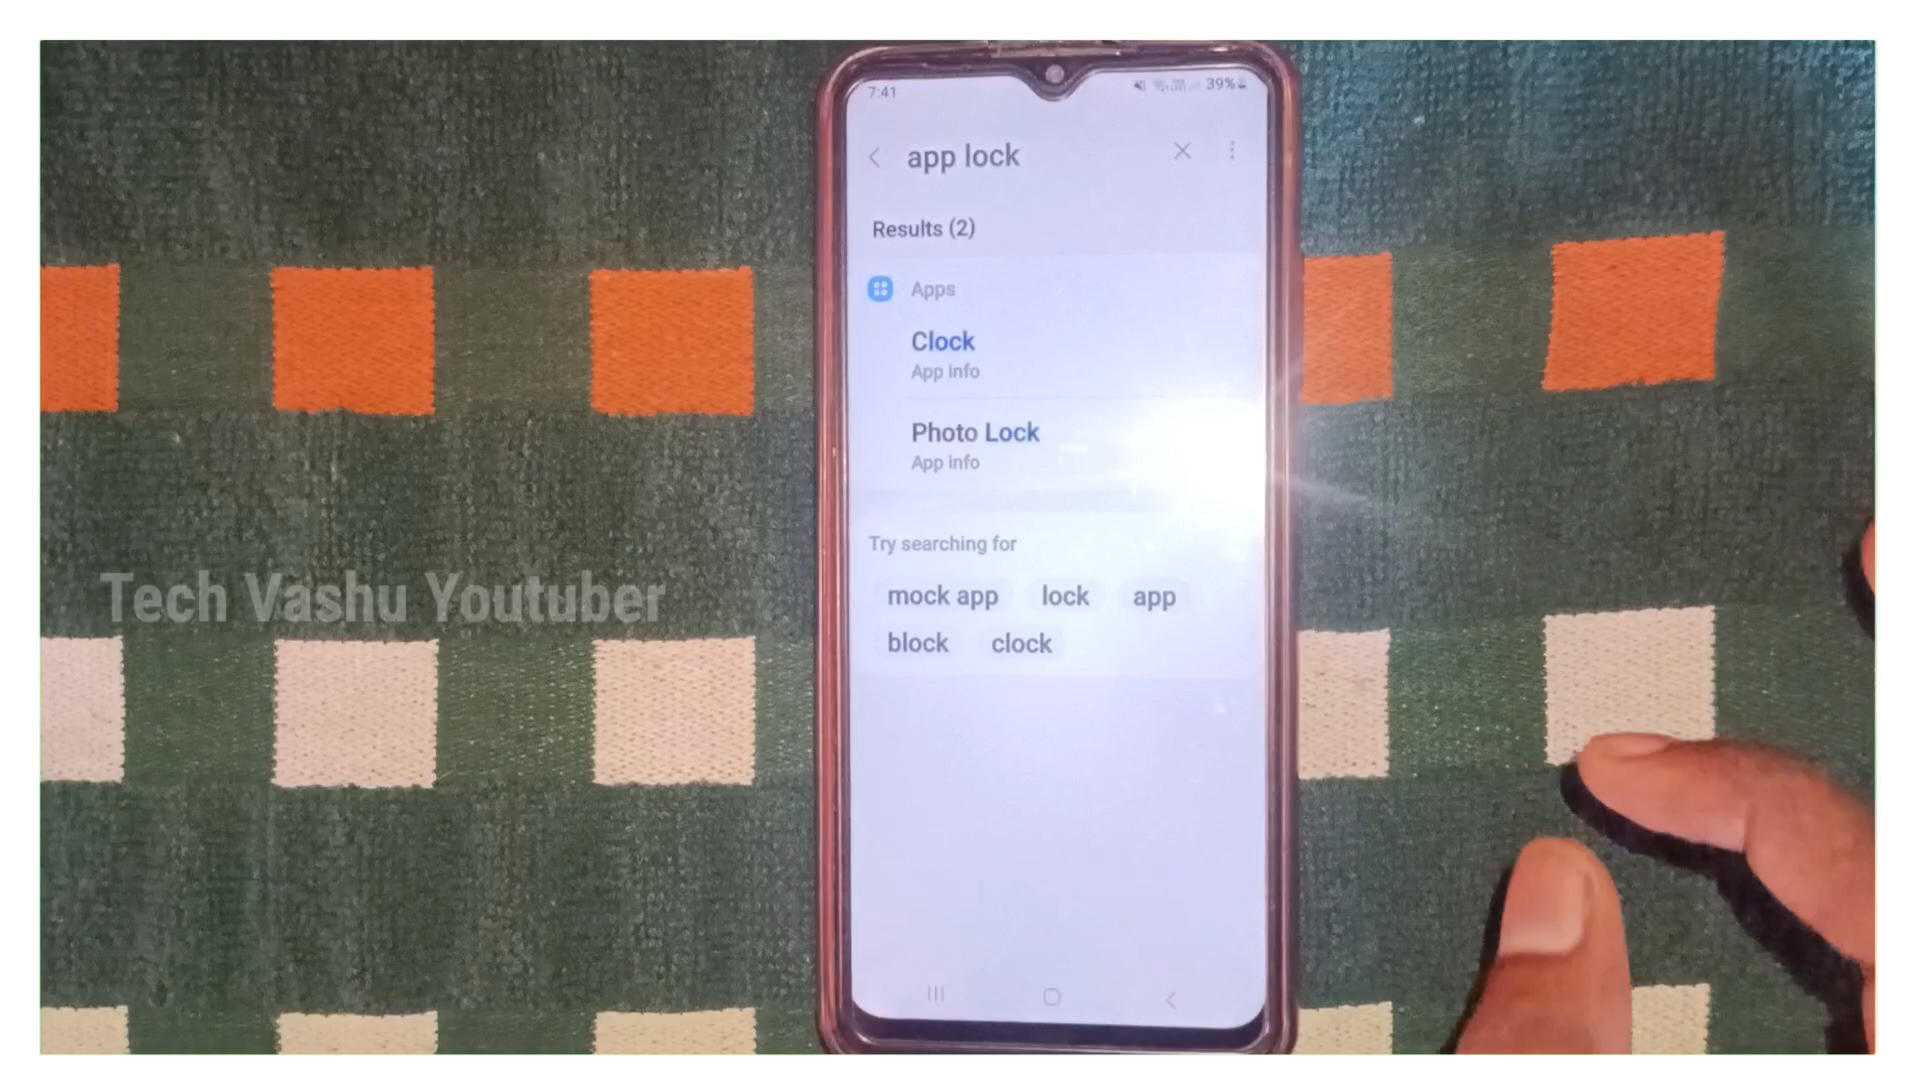 7:41
39%
app lock
Results (2)
Apps
Clock
App info
Photo Lock
App info
Try searching for
mock app lock app
block clock
Tech Vashu Youtuber